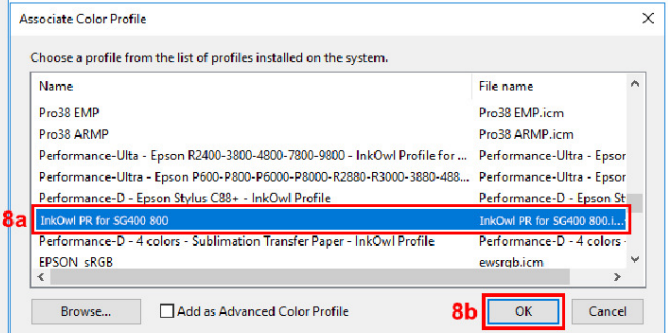 Associate Color Profile
Choose a profile from the list of profiles installed on the system.
Name File name
Pro38 EMP Pro38 EMP.icm
Pro38 ARMP Pro38 ARMP.icm
Performance-Ulta - Epson R2400-3800-4800-7800-9800 - InkOwl Profile for ... Performance-Ultra - Epsor
Performance-Ultra - Epson P600-P800-P6000-P8000-R2880-R3000-3880-488... Performance-Ultra - Epsor
Performance-D - Epson Stylus C88+ - InkOwl Profile Performance-D - Epson St
8a InkOwl PR for SG400 800 InkOwl PR for SG400 800.i...
Performance-D - 4 colors - Sublimation Transfer Paper - InkOwl Profile Performance-D - 4 colors -
EPSON sRGB ewsrgb.icm
Browse... Add as Advanced Color Profile 8b OK Cancel